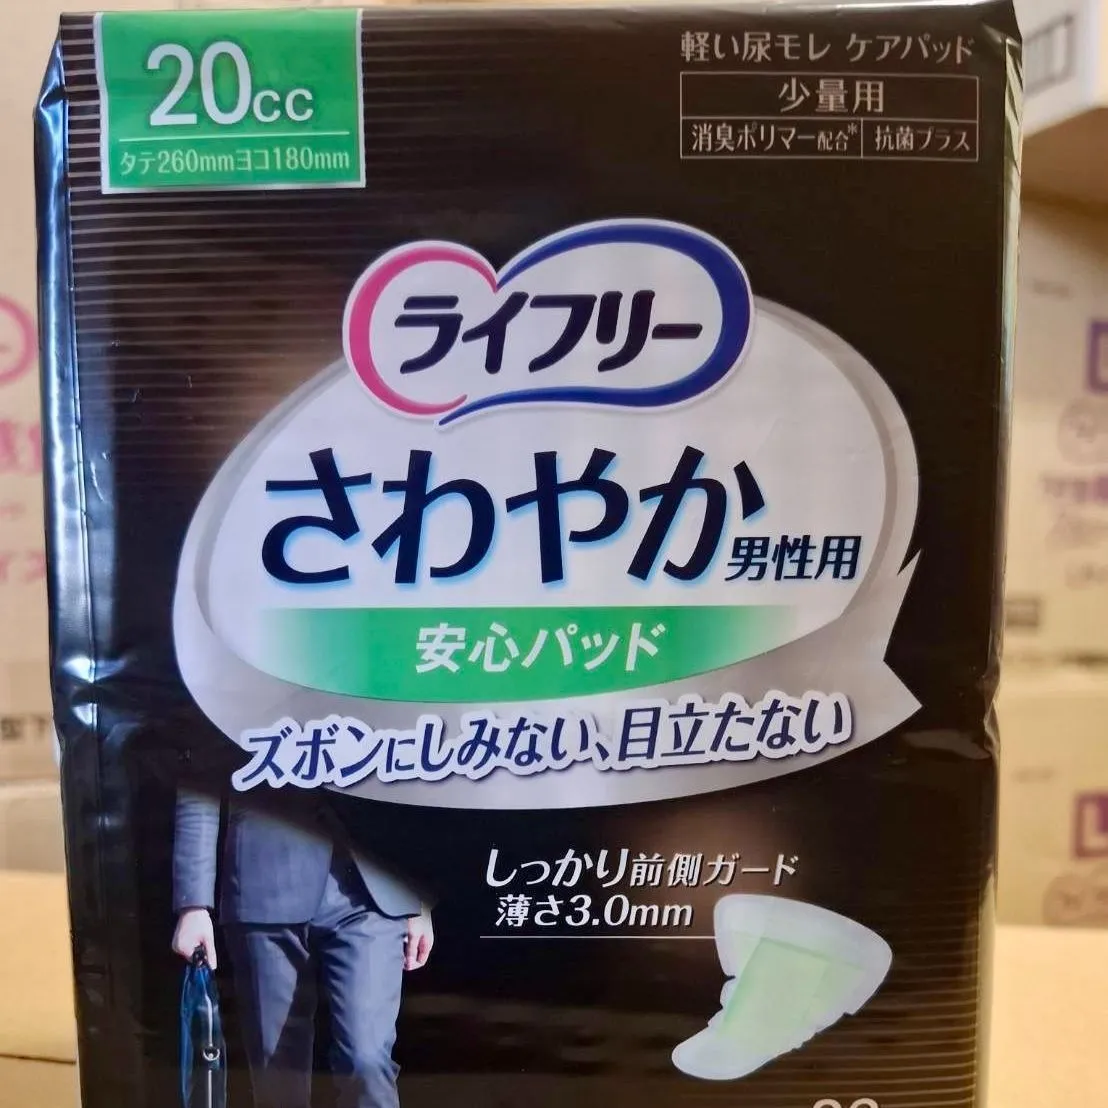 20cc
タテ260mmヨコ180mm
軽い尿モレ ケアパッド
少量用
消臭ポリマー配合* 抗菌プラス
ライフリー
さわやか男性用
安心パッド
ズボンにしみない、目立たない
しっかり前側ガード
薄さ3.0mm